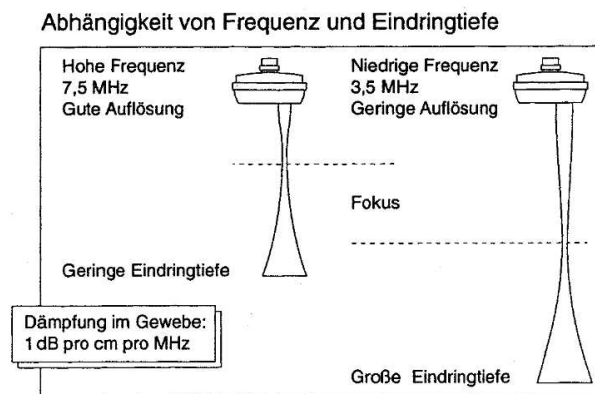 Abhängigkeit von Frequenz und Eindringtiefe
Hohe Frequenz
7,5 MHz
Gute Auflösung
Niedrige Frequenz
3,5 MHz
Geringe Auflösung
Fokus
Geringe Eindringtiefe
Dämpfung im Gewebe:
1 dB pro cm pro MHz
Große Eindringtiefe